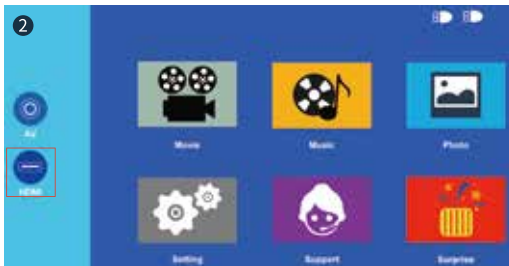 2
AV
HDMI
Movie
Music
Photo
Setting
Support
Surprise